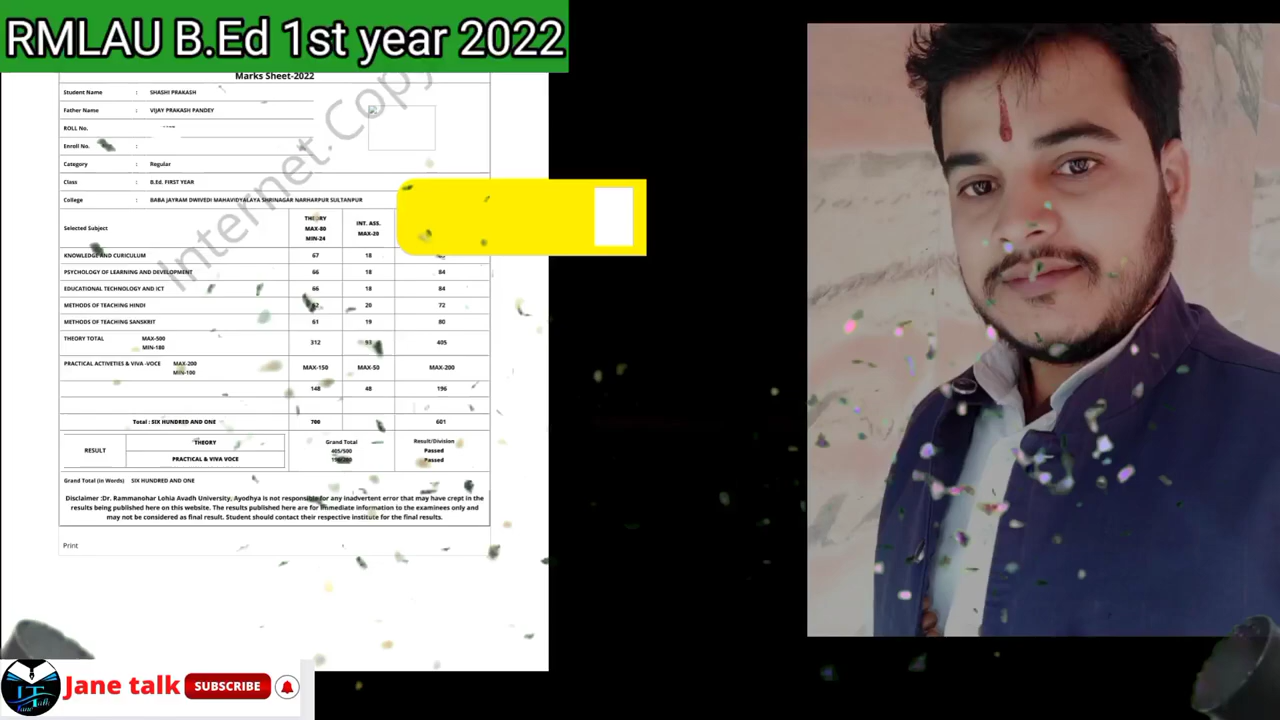 RMLAU B.Ed 1st year 2022
Marks Sheet-2022
Student Name : SHASHI PRAKASH
Father Name : VIJAY PRAKASH PANDEY
ROLL No. :
Enroll No. :
Category : Regular
Class : B.Ed. FIRST YEAR
College : BABA JAYRAM DWIVEDI MAHAVIDYALAYA SHRINAGAR NARHARPUR SULTANPUR
Internet Copy
Selected Subject THEORY MAX-80 MIN-24 INT. ASS. MAX-20
KNOWLEDGE AND CURICULUM 67 18
PSYCHOLOGY OF LEARNING AND DEVELOPMENT 66 18 84
EDUCATIONAL TECHNOLOGY AND ICT 66 18 84
METHODS OF TEACHING HINDI 20 72
METHODS OF TEACHING SANSKRIT 61 19 80
THEORY TOTAL MAX-500 MIN-180 312 93 405
PRACTICAL ACTIVETIES & VIVA -VOCE MAX-200 MIN-100 MAX-150 MAX-50 MAX-200
148 48 196
Total : SIX HUNDRED AND ONE 700 601
RESULT THEORY Grand Total Result/Division
405/500 Passed
PRACTICAL & VIVA VOCE Passed
Grand Total (in Words) SIX HUNDRED AND ONE
Disclaimer :Dr. Rammanohar Lohia Avadh University, Ayodhya is not responsible for any inadvertent error that may have crept in the
results being published here on this website. The results published here are for immediate information to the examinees only and
may not be considered as final result. Student should contact their respective institute for the final results.
Print
Jane talk SUBSCRIBE